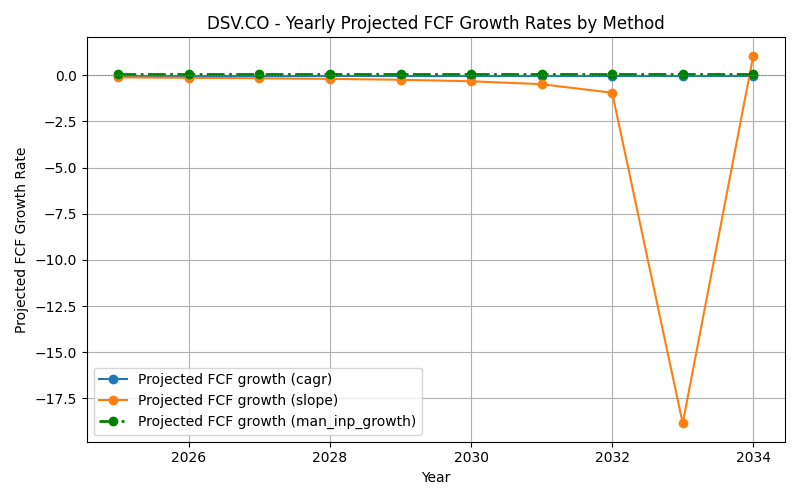 DSV.CO - Yearly Projected FCF Growth Rates by Method
Projected FCF Growth Rate
0.0
−2.5
−5.0
−7.5
−10.0
−12.5
−15.0
−17.5
Projected FCF growth (cagr)
Projected FCF growth (slope)
Projected FCF growth (man_inp_growth)
2026 2028 2030 2032 2034
Year